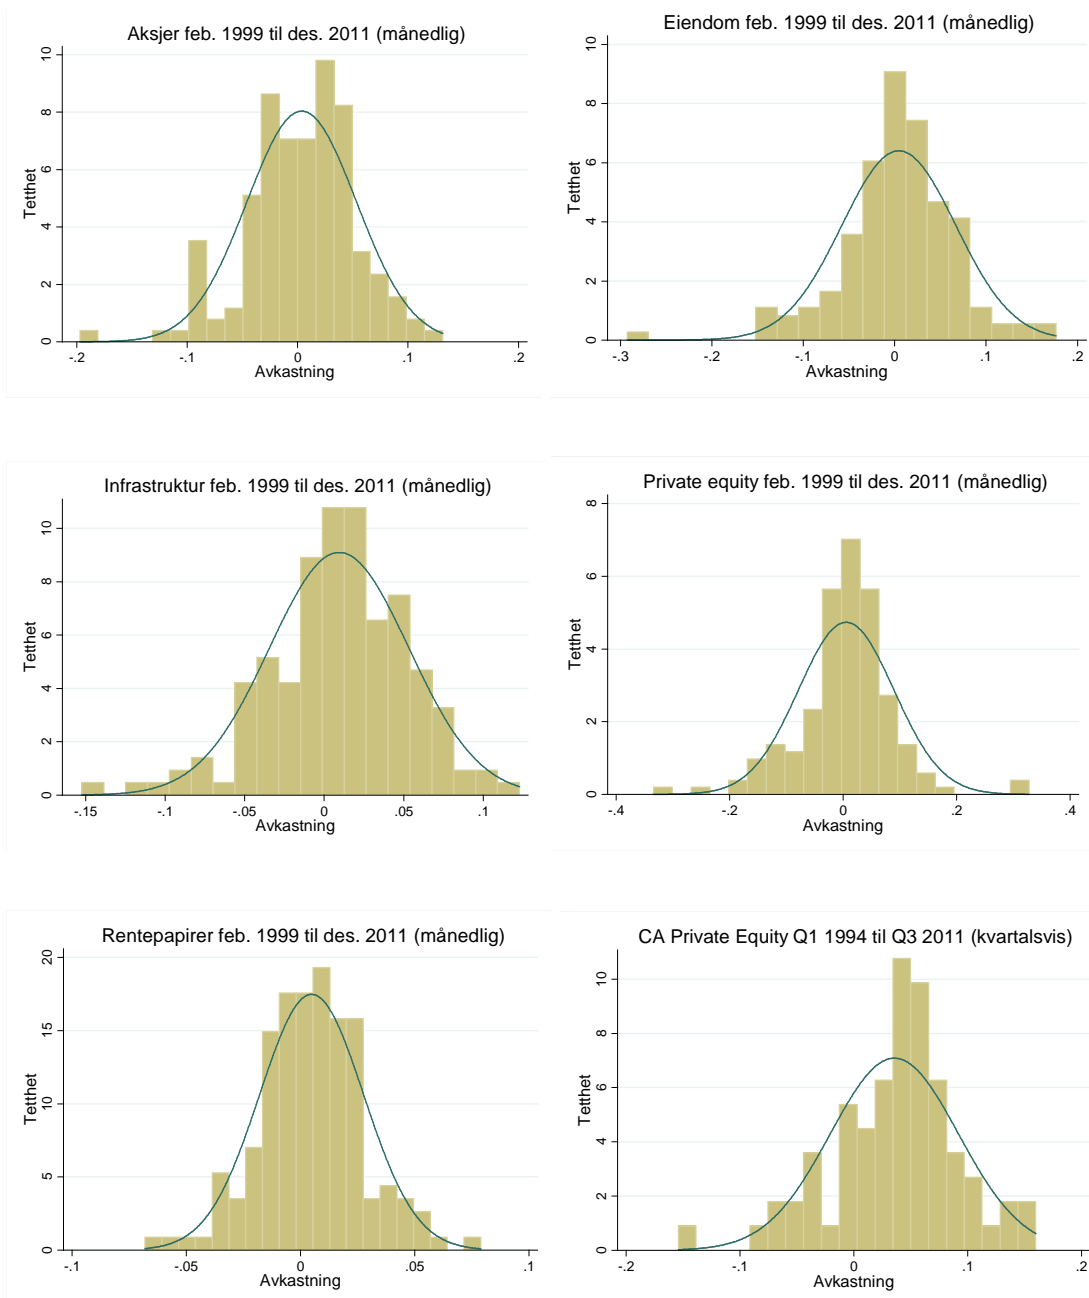 Aksjer feb. 1999 til des. 2011 (månedlig)
Tetthet
10
8
6
4
2
0
-.2 -.1 0 .1 .2
Avkastning
Eiendom feb. 1999 til des. 2011 (månedlig)
Tetthet
10
8
6
4
2
0
-.3 -.2 -.1 0 .1 .2
Avkastning
Infrastruktur feb. 1999 til des. 2011 (månedlig)
Tetthet
10
8
6
4
2
0
-.15 -.1 -.05 0 .05 .1
Avkastning
Private equity feb. 1999 til des. 2011 (månedlig)
Tetthet
8
6
4
2
0
-.4 -.2 0 .2 .4
Avkastning
Rentepapirer feb. 1999 til des. 2011 (månedlig)
Tetthet
20
15
10
5
0
-.1 -.05 0 .05 .1
Avkastning
CA Private Equity Q1 1994 til Q3 2011 (kvartalsvis)
Tetthet
10
8
6
4
2
0
-.2 -.1 0 .1 .2
Avkastning